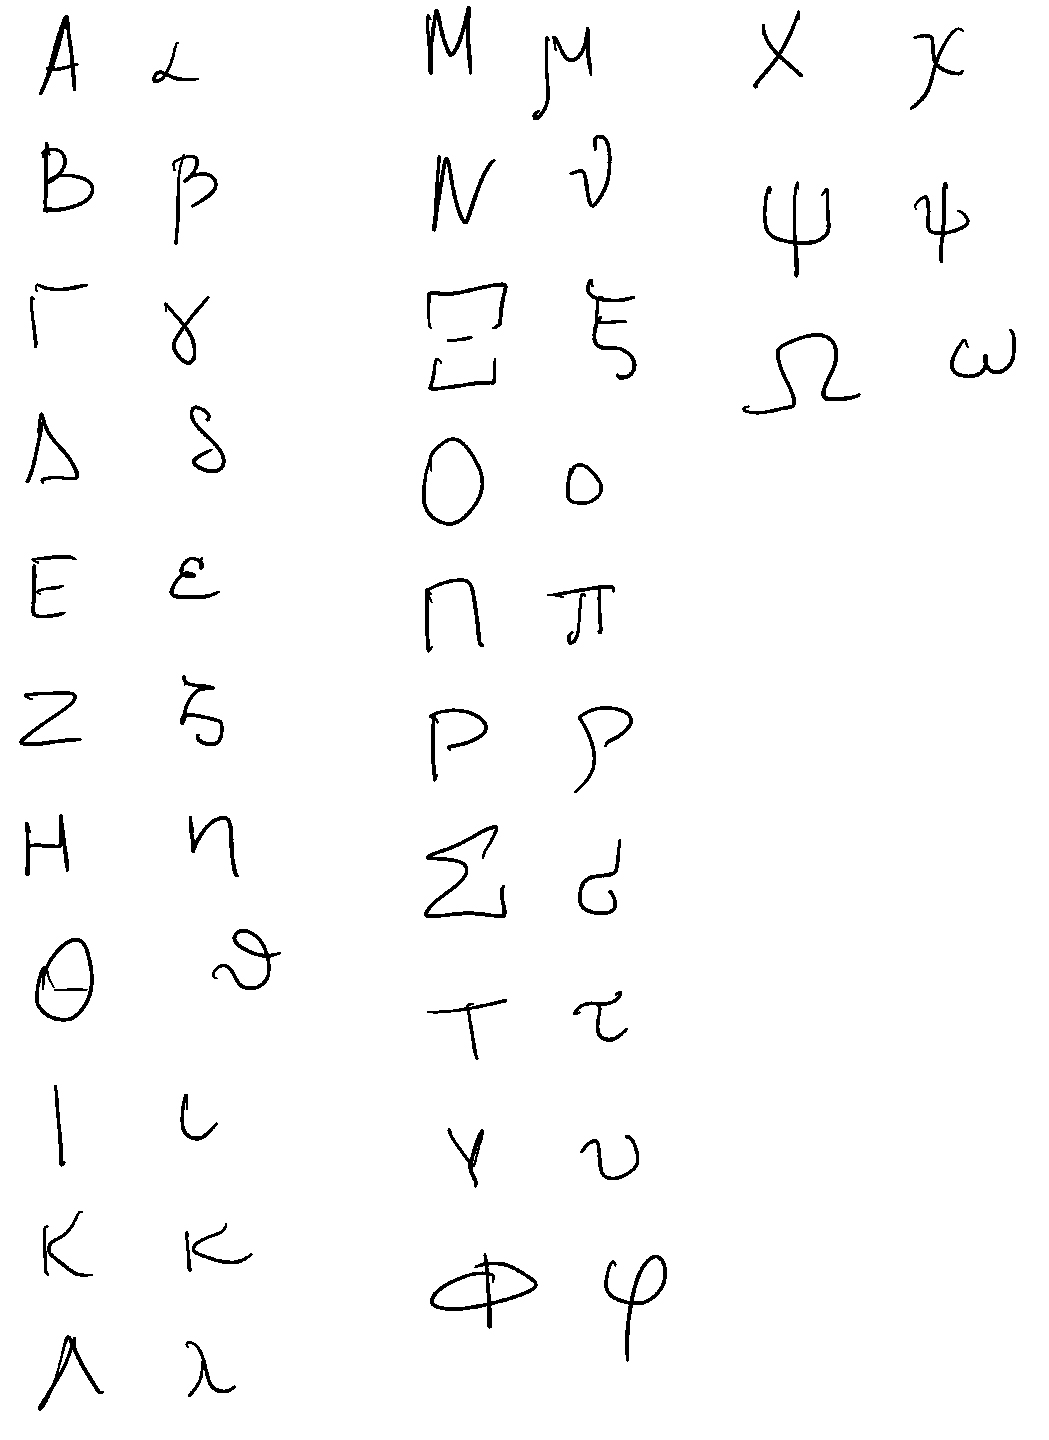 Α α
Β β
Γ γ
Δ δ
Ε ε
Ζ ζ
Η η
Θ ϑ
Ι ι
Κ κ
Λ λ
Μ μ
Ν ν
Ξ ξ
Ο ο
Π π
Ρ ρ
Σ σ
Τ τ
Υ υ
Φ φ
Χ χ
Ψ ψ
Ω ω